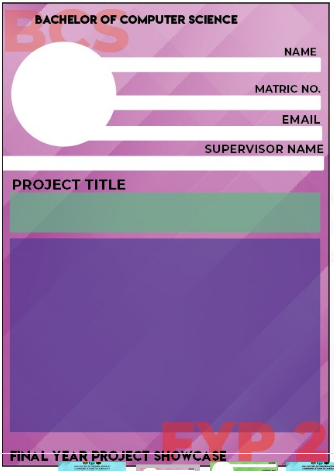 BCS
BACHELOR OF COMPUTER SCIENCE
NAME
MATRIC NO.
EMAIL
SUPERVISOR NAME
PROJECT TITLE
FYP 2
FINAL YEAR PROJECT SHOWCASE